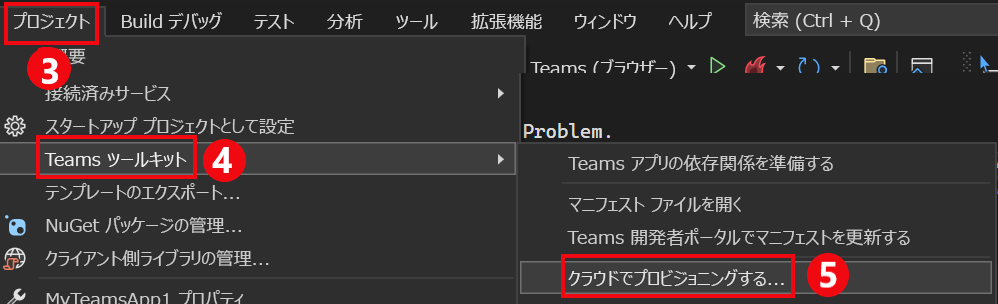 プロジェクト Build デバッグ テスト 分析 ツール 拡張機能 ウィンドウ ヘルプ 検索 (Ctrl + Q)
3
要
Teams (ブラウザー)
接続済みサービス
スタートアップ プロジェクトとして設定
Problem.
Teams ツールキット
4
Teams アプリの依存関係を準備する
テンプレートのエクスポート...
マニフェスト ファイルを開く
NuGet パッケージの管理...
Teams 開発者ポータルでマニフェストを更新する
クライアント側ライブラリの管理...
クラウドでプロビジョニングする...
5
MyTeamsApp1 プロパティ